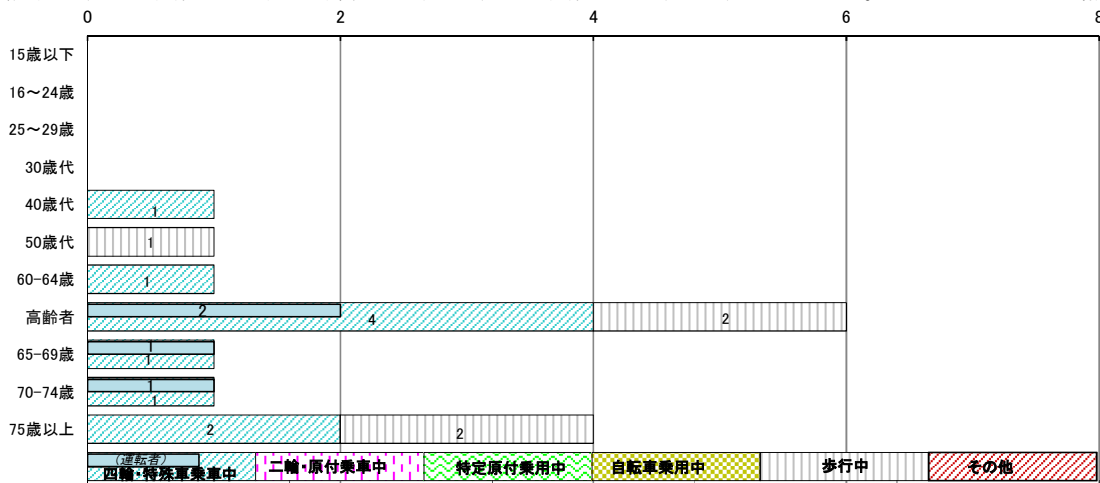 0 2 4 6 8
15歳以下
16～24歳
25～29歳
30歳代
40歳代 1
50歳代 1
60-64歳 1
高齢者 2 4 2
65-69歳 1 1
70-74歳 1 1
75歳以上 2 2
(運転者)
四輪・特殊車乗車中 二輪・原付乗車中 特定原付乗用中 自転車乗用中 歩行中 その他